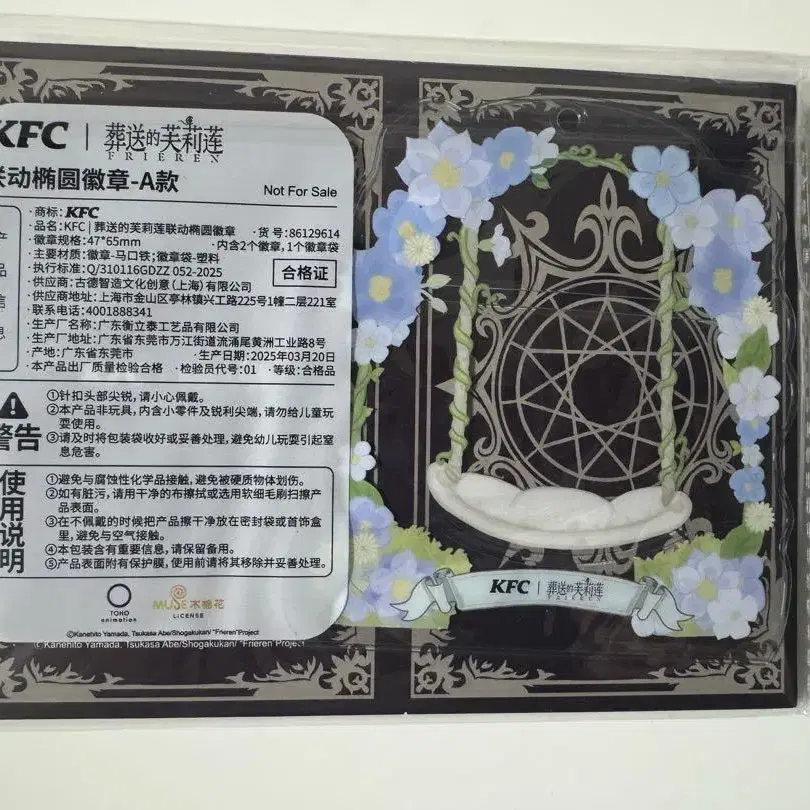 KFC | 葬送的芙莉莲
FRIEREN
联动椭圆徽章-A款
Not For Sale
产品信息
·商标: KFC
·品名: KFC | 葬送的芙莉莲联动椭圆徽章 ·货号: 86129614
·徽章规格: 47*65mm ·内含2个徽章, 1个徽章袋
·主要材质: 徽章-马口铁; 徽章袋-塑料
·执行标准: Q/310116GDZZ 052-2025
合格证
·供应商: 古德智造文化创意(上海)有限公司
·供应商地址: 上海市金山区亭林镇兴工路225号1幢二层221室
·联系电话: 4001888341
·生产厂名称: 广东衡立泰工艺品有限公司
·生产厂地址: 广东省东莞市万江街道流涌尾黄洲工业路8号
·产地: 广东省东莞市 ·生产日期: 2025年03月20日
·本产品出厂质量检验合格 ·检验员代号: 01 ·等级: 合格品
警告
①针扣头部尖锐, 请小心佩戴。
②本产品非玩具, 内含小零件及锐利尖端, 请勿给儿童玩
耍使用。
③请及时将包装袋收好或妥善处理, 避免幼儿玩耍引起窒
息危害。
使用说明
①避免与腐蚀性化学品接触, 避免被硬质物体划伤。
②如有脏污, 请用干净的布擦拭或选用软细毛刷扫擦产
品表面。
③在不佩戴的时候把产品擦干净放在密封袋或首饰盒
里, 避免与空气接触。
④本包装含有重要信息, 请保留备用。
⑤产品表面附有保护膜, 使用前请将其移除并妥善处理。
TOHO
animation
MUSE木棉花
LICENSE
©Kanehito Yamada, Tsukasa Abe/Shogakukan/ "Frieren"Project
©Kanehito Yamada, Tsukasa Abe/Shogakukan/ "Frieren"Project
KFC | 葬送的芙莉莲
FRIEREN